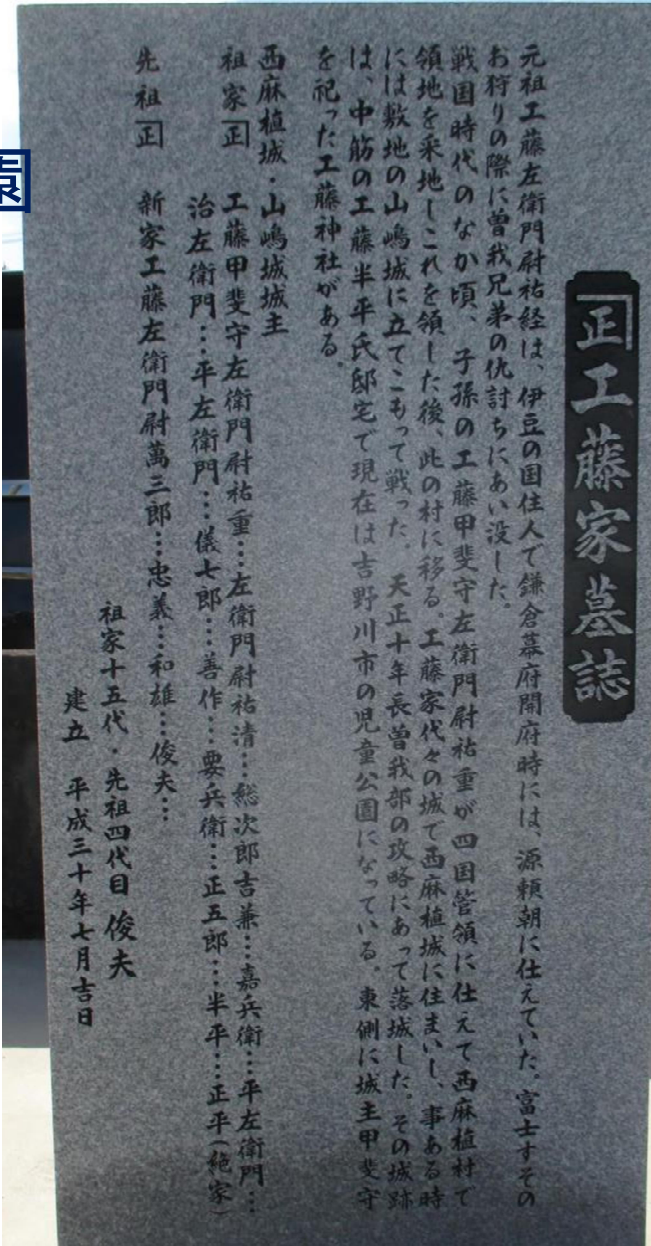 正工藤家墓誌
元祖工藤左衛門尉祐経は、伊豆の国住人で鎌倉幕府開府時には、源頼朝に仕えていた。富士すその
お狩りの際に曽我兄弟の仇討ちにあい没した。
戦国時代のなか頃、子孫の工藤甲斐守左衛門尉祐重が四国管領に仕えて西麻植村で
領地を采地しこれを領した後、此の村に移る。工藤家代々の城で西麻植城に住まいし、事ある時
には敷地の山嶋城に立てこもって戦った。天正十年長曽我部の攻略にあって落城した。その城跡
は、中筋の工藤半平氏邸宅で現在は吉野川市の児童公園になっている。東側に城主甲斐守
を祀った工藤神社がある。
西麻植城・山嶋城城主
祖家 正 工藤甲斐守左衛門尉祐重…左衛門尉祐清…総次郎吉兼…嘉兵衛…平左衛門…
治左衛門…平左衛門…儀七郎…善作…要兵衛…正五郎…半平…正平(絶家)
先祖 正 新家工藤左衛門尉萬三郎…忠義…和雄…俊夫…
祖家十五代・先祖四代目 俊夫
建立 平成三十年七月吉日
園